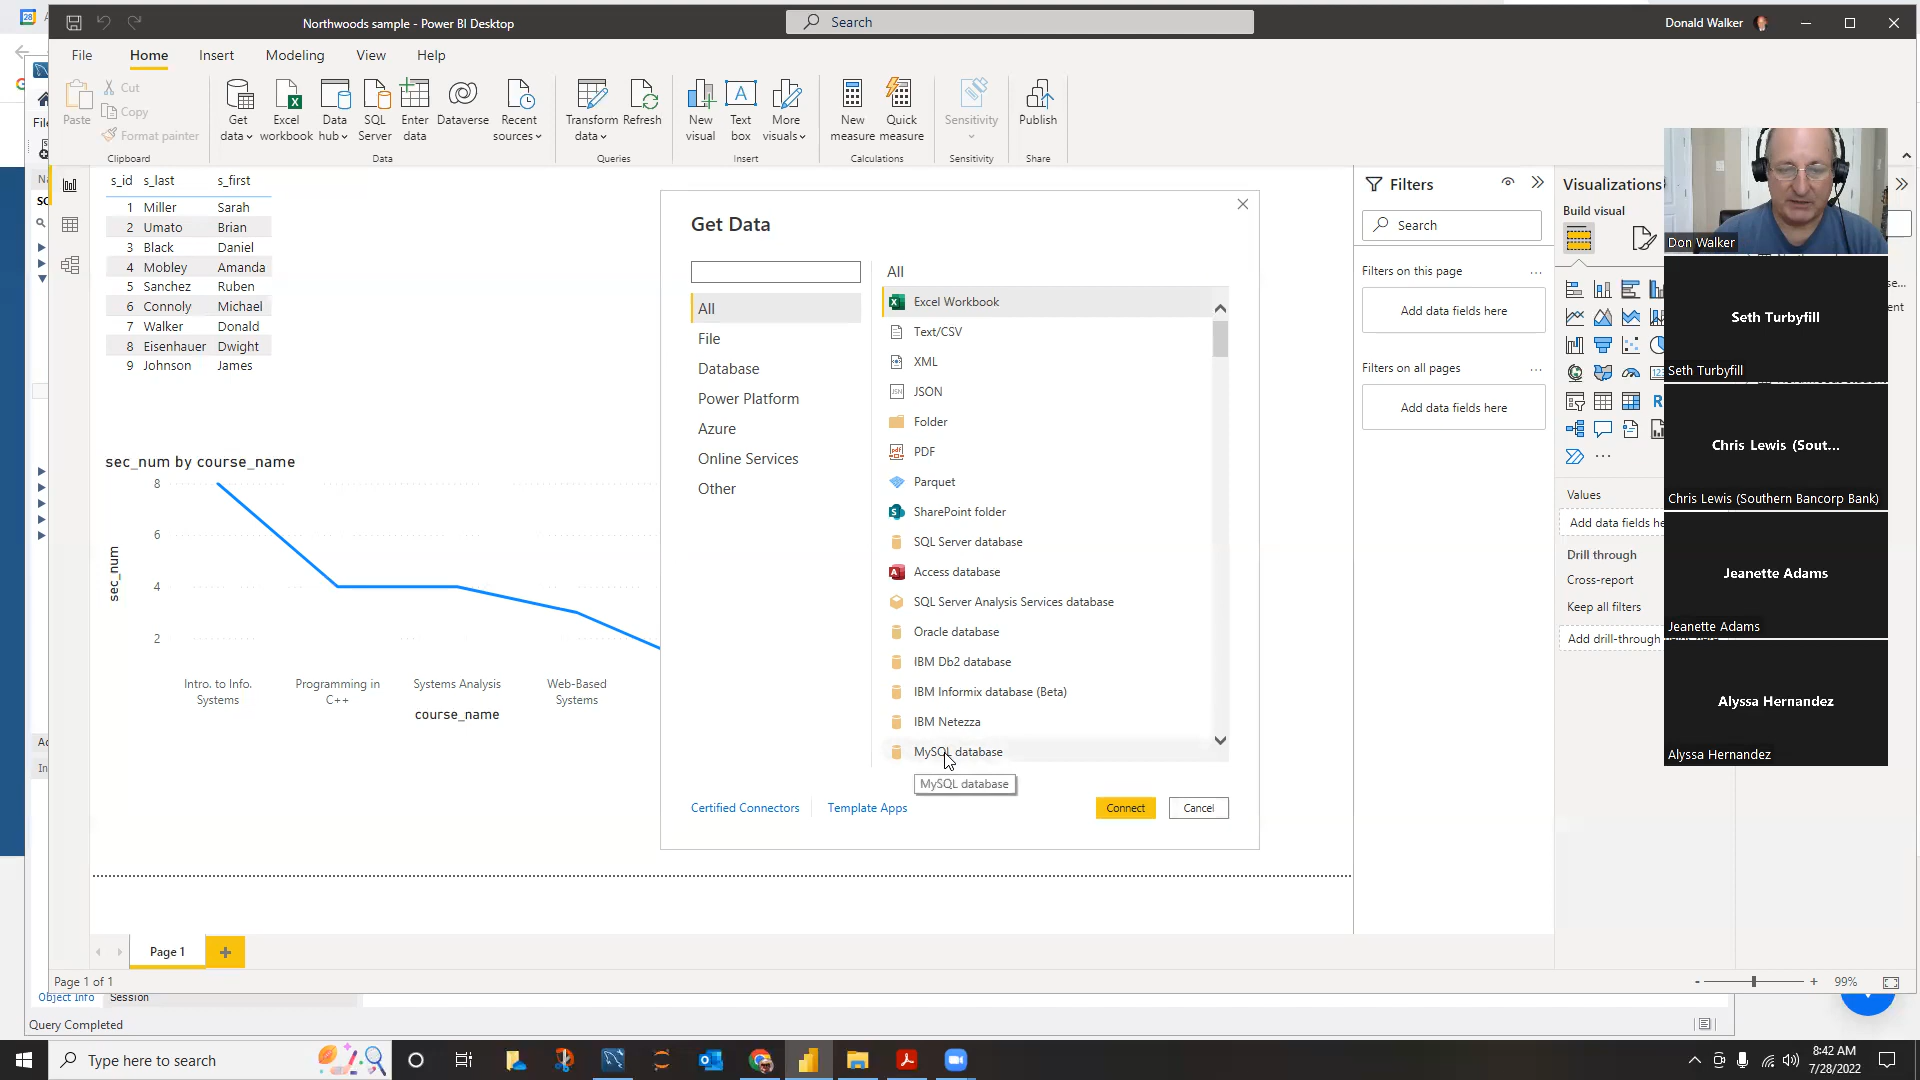 Northwoods sample - Power BI Desktop
Search
Donald Walker
File
Home
Insert
Modeling
View
Help
Paste
Cut
Copy
Format painter
Clipboard
Get data
Excel workbook
Data hub
SQL Server
Enter data
Dataverse
Recent sources
Data
Transform data
Refresh
Queries
New visual
Text box
More visuals
Insert
New measure
Quick measure
Calculations
Sensitivity
Sensitivity
Publish
Share
s_id s_last s_first
1 Miller Sarah
2 Umato Brian
3 Black Daniel
4 Mobley Amanda
5 Sanchez Ruben
6 Connoly Michael
7 Walker Donald
8 Eisenhauer Dwight
9 Johnson James
sec_num by course_name
8
6
4
2
sec_num
Intro. to Info. Systems
Programming in C++
Systems Analysis
Web-Based Systems
course_name
Get Data
All
File
Database
Power Platform
Azure
Online Services
Other
All
Excel Workbook
Text/CSV
XML
JSON
Folder
PDF
Parquet
SharePoint folder
SQL Server database
Access database
SQL Server Analysis Services database
Oracle database
IBM Db2 database
IBM Informix database (Beta)
IBM Netezza
MySQL database
MySQL database
Certified Connectors
Template Apps
Connect
Cancel
Filters
Search
Filters on this page
...
Add data fields here
Filters on all pages
...
Add data fields here
Visualizations
Build visual
Values
Add data fields he
Drill through
Cross-report
Keep all filters
Add drill-through
Don Walker
Seth Turbyfill
Seth Turbyfill
Chris Lewis (Sout...
Chris Lewis (Southern Bancorp Bank)
Jeanette Adams
Jeanette Adams
Alyssa Hernandez
Alyssa Hernandez
Page 1
Page 1 of 1
99%
Object Info
Session
Query Completed
Type here to search
8:42 AM
7/28/2022